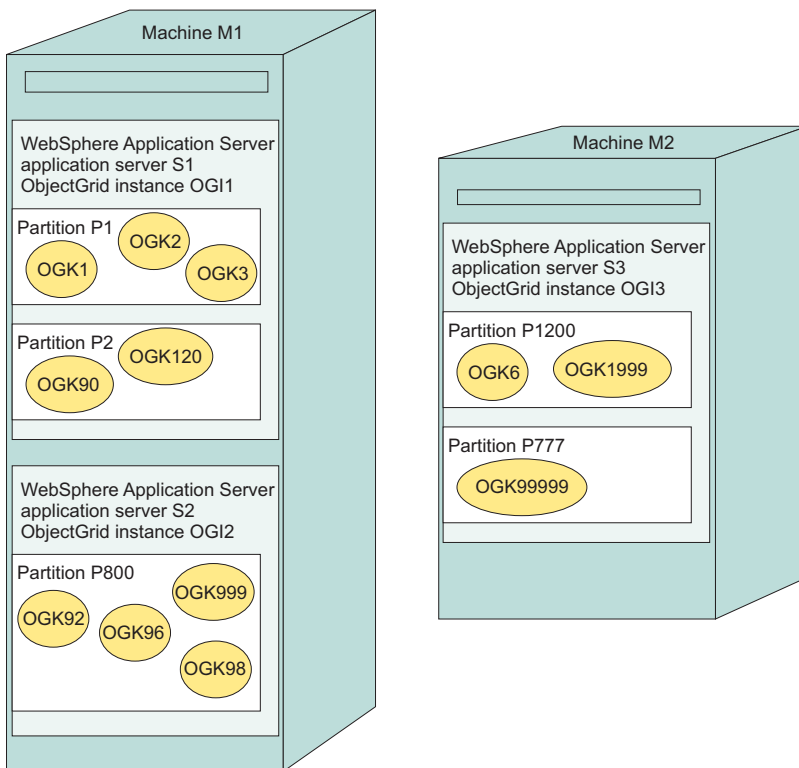 Machine M1
WebSphere Application Server
application server S1
ObjectGrid instance OGI1
Partition P1
OGK1
OGK2
OGK3
Partition P2
OGK90
OGK120
WebSphere Application Server
application server S2
ObjectGrid instance OGI2
Partition P800
OGK92
OGK96
OGK999
OGK98
Machine M2
WebSphere Application Server
application server S3
ObjectGrid instance OGI3
Partition P1200
OGK6
OGK1999
Partition P777
OGK99999